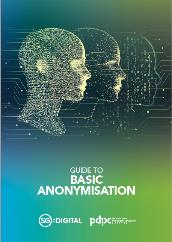 GUIDE TO
BASIC
ANONYMISATION
SG:DIGITAL
pdpc